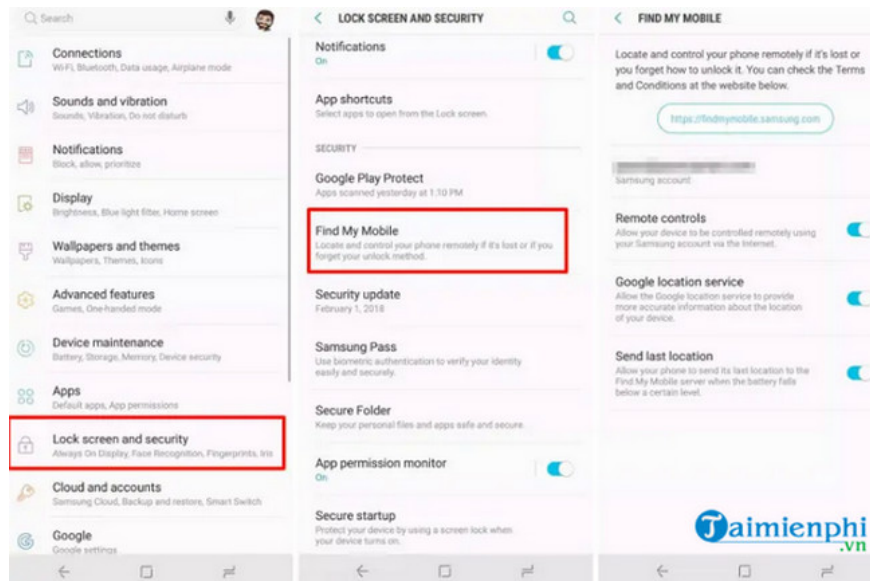 Search
Connections
Wi-Fi, Bluetooth, Data usage, Airplane mode
Sounds and vibration
Sounds, Vibration, Do not disturb
Notifications
Block, allow, prioritize
Display
Brightness, Blue light filter, Home screen
Wallpapers and themes
Wallpapers, Themes, Icons
Advanced features
Games, One-handed mode
Device maintenance
Battery, Storage, Memory, Device security
Apps
Default apps, App permissions
Lock screen and security
Always On Display, Face Recognition, Fingerprints, Iris
Cloud and accounts
Samsung Cloud, Backup and restore, Smart Switch
Google
Google settings
LOCK SCREEN AND SECURITY
Notifications
On
App shortcuts
Select apps to open from the Lock screen.
SECURITY
Google Play Protect
Apps scanned yesterday at 1:10 PM
Find My Mobile
Locate and control your phone remotely if it's lost or if you
forget your unlock method.
Security update
February 1, 2018
Samsung Pass
Use biometric authentication to verify your identity
easily and securely.
Secure Folder
Keep your personal files and apps safe and secure.
App permission monitor
On
Secure startup
Protect your device by using a screen lock when
your device turns on.
FIND MY MOBILE
Locate and control your phone remotely if it's lost or
you forget how to unlock it. You can check the Terms
and Conditions at the website below.
https://findmymobile.samsung.com
Samsung account
Remote controls
Allow your device to be controlled remotely using
your Samsung account via the Internet.
Google location service
Allow the Google location service to provide
more accurate information about the location
of your device.
Send last location
Allow your phone to send its last location to the
Find My Mobile server when the battery falls
below a certain level.
Taimienphi
.vn